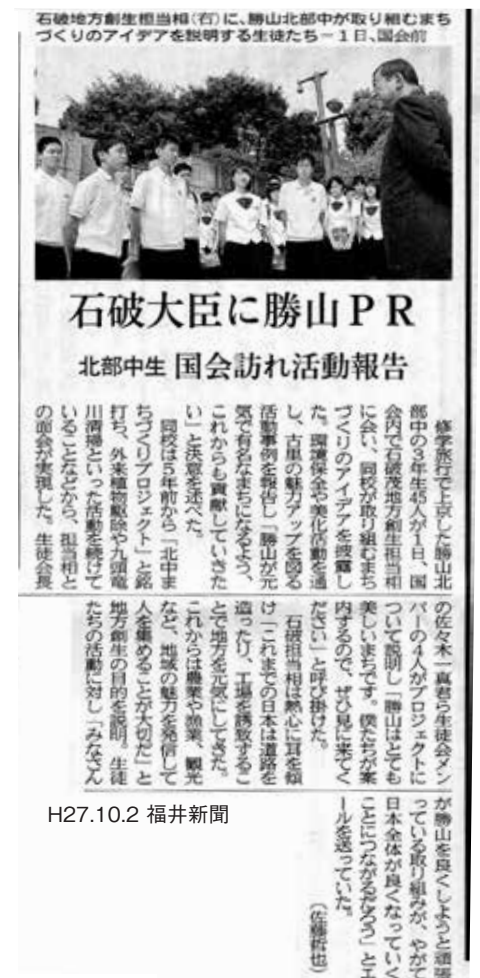 石破地方創生担当相(右)に、勝山北部中が取り組むまち
づくりのアイデアを説明する生徒たち=1日、国会前
石破大臣に勝山PR
北部中生 国会訪れ活動報告
修学旅行で上京した勝山北
部中の3年生45人が1日、国
会内で石破茂地方創生担当相
に会い、同校が取り組むまち
づくりのアイデアを披露し
た。環境保全や美化活動を通
し、古里の魅力アップを図る
活動事例を報告し「勝山が元
気で有名なまちになるよう、
これからも貢献していきた
い」と決意を述べた。
同校は5年前から「北中ま
ちづくりプロジェクト」と銘
打ち、外来植物駆除や九頭竜
川清掃といった活動を続けて
いることなどから、担当相と
の面会が実現した。生徒会長
の佐々木一真君ら生徒会メン
バーの4人がプロジェクトに
ついて説明し「勝山はとても
美しいまちです。僕たちが案
内するので、ぜひ見に来てく
ださい」と呼び掛けた。
石破担当相は熱心に耳を傾
け「これまでの日本は道路を
造ったり、工場を誘致するこ
とで地方を元気にしてきた。
これからは農業や漁業、観光
など、地域の魅力を発信して
人を集めることが大切だ」と
地方創生の目的を説明。生徒
たちの活動に対し「みなさん
が勝山を良くしようと頑張
っている取り組みが、やがて
日本全体が良くなっていく
ことにつながるだろう」とエ
ールを送っていた。
(佐藤哲也)
H27.10.2 福井新聞